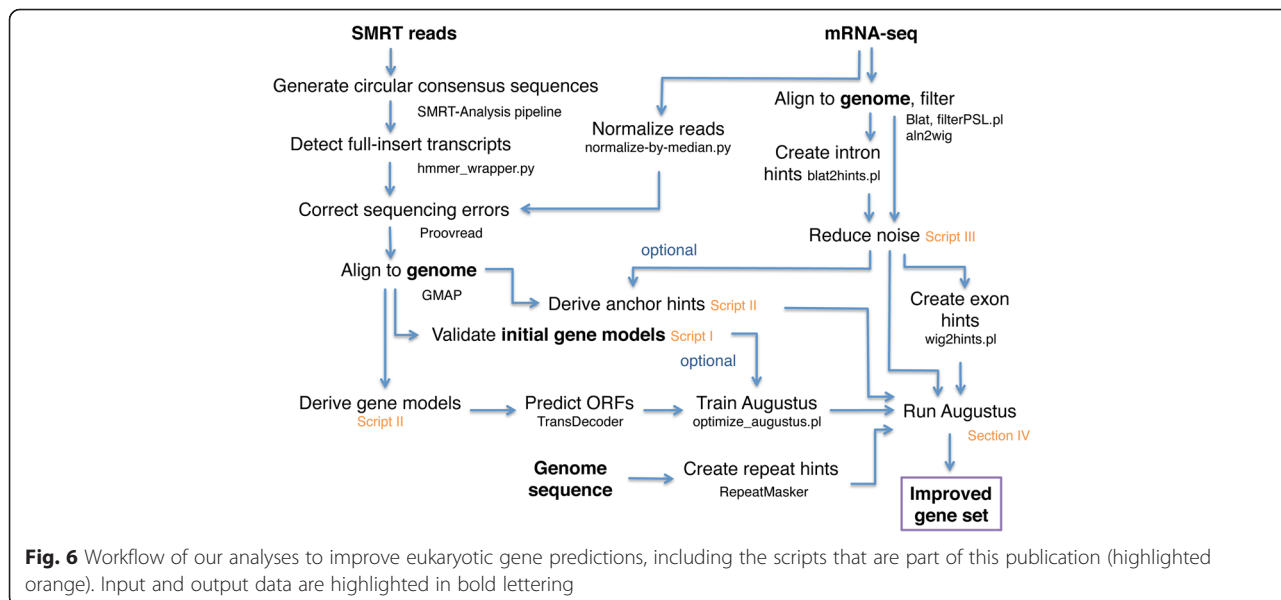 SMRT reads
mRNA-seq
Generate circular consensus sequences
SMRT-Analysis pipeline
Align to genome, filter
Blat, filterPSL.pl
aln2wig
Normalize reads
normalize-by-median.py
Detect full-insert transcripts
hmmer_wrapper.py
Create intron
hints blat2hints.pl
Correct sequencing errors
Proovread
Reduce noise Script III
optional
Align to genome
GMAP
Derive anchor hints Script II
Create exon
hints
wig2hints.pl
Validate initial gene models Script I
optional
Derive gene models
Script II
Predict ORFs
TransDecoder
Train Augustus
optimize_augustus.pl
Run Augustus
Section IV
Genome
sequence
Create repeat hints
RepeatMasker
Improved
gene set
Fig. 6 Workflow of our analyses to improve eukaryotic gene predictions, including the scripts that are part of this publication (highlighted
orange). Input and output data are highlighted in bold lettering